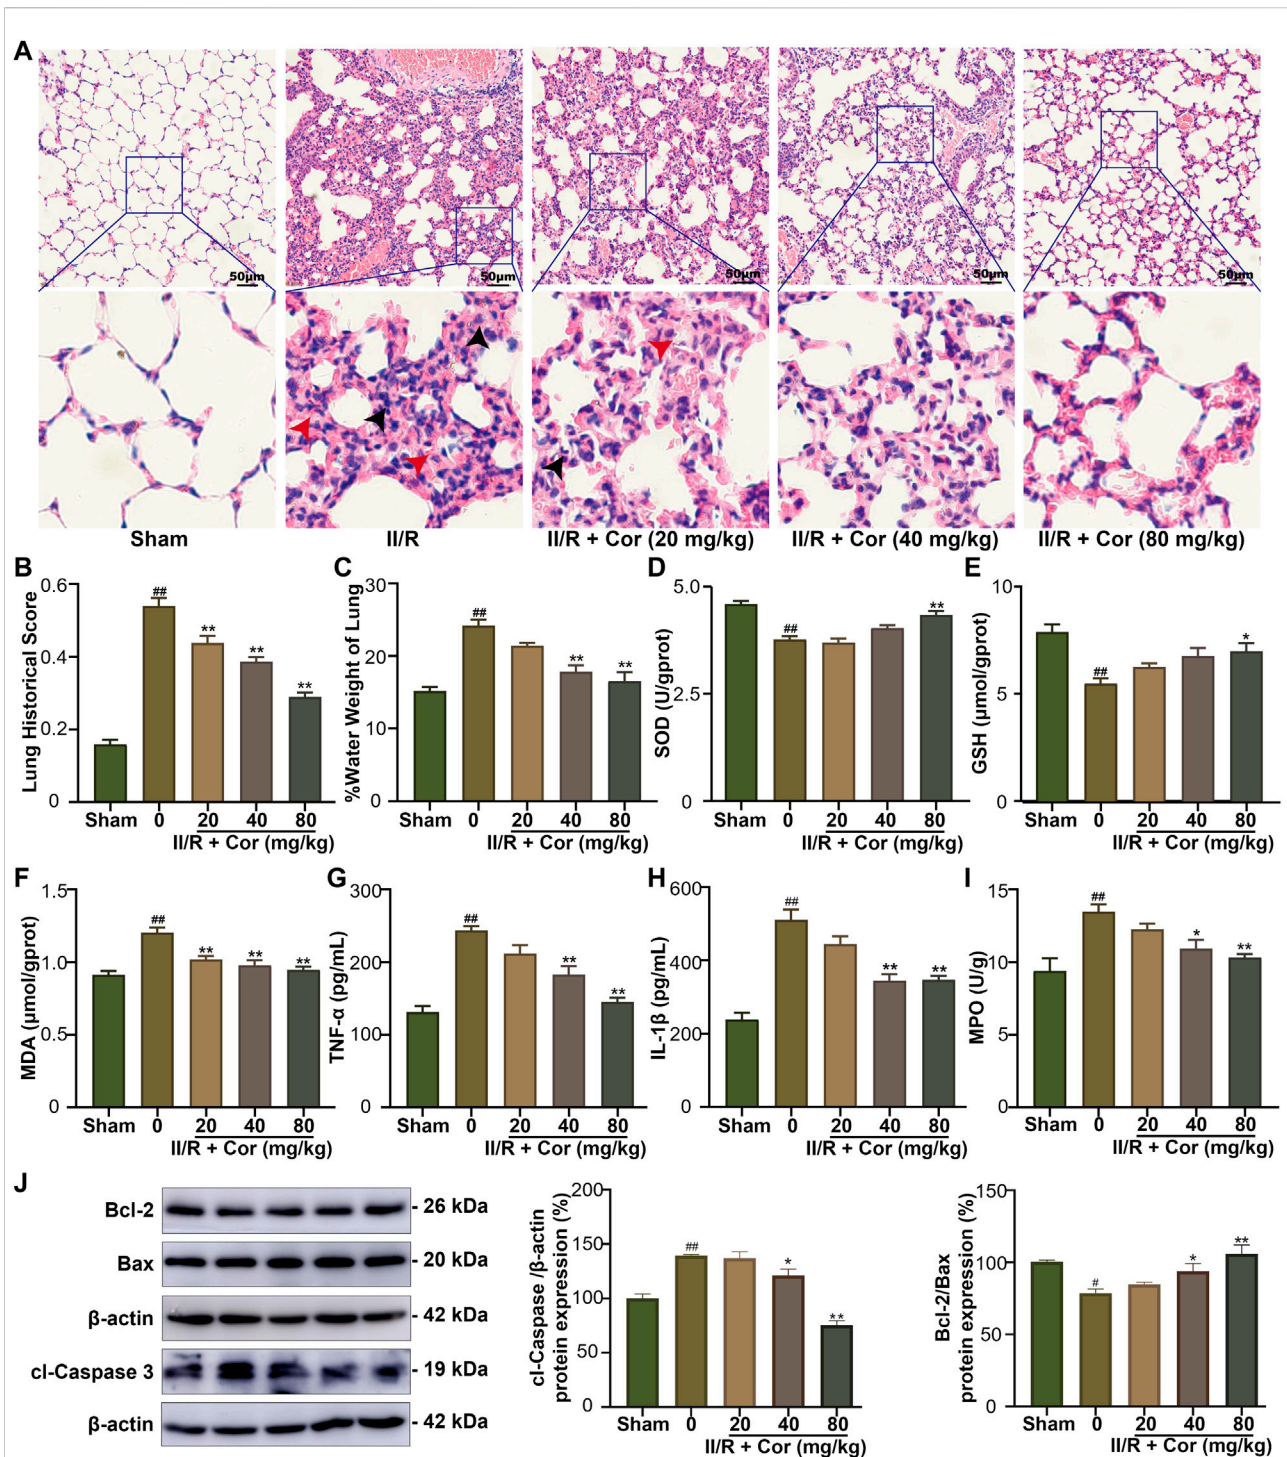 A
50μm
50μm
50μm
50μm
50μm
Sham
II/R
II/R + Cor (20 mg/kg)
II/R + Cor (40 mg/kg)
II/R + Cor (80 mg/kg)
B
Lung Historical Score
0.6
0.4
0.2
0
##
**
**
**
Sham 0 20 40 80
II/R + Cor (mg/kg)
C
%Water Weight of Lung
30
20
10
0
##
**
**
Sham 0 20 40 80
II/R + Cor (mg/kg)
D
SOD (U/gprot)
5.0
2.5
0
##
**
Sham 0 20 40 80
II/R + Cor (mg/kg)
E
GSH (μmol/gprot)
10
5
0
##
*
Sham 0 20 40 80
II/R + Cor (mg/kg)
F
MDA (μmol/gprot)
1.5
1.0
0.5
0
##
**
**
**
Sham 0 20 40 80
II/R + Cor (mg/kg)
G
TNF-α (pg/mL)
300
200
100
0
##
**
**
Sham 0 20 40 80
II/R + Cor (mg/kg)
H
IL-1β (pg/mL)
600
400
200
0
##
**
**
Sham 0 20 40 80
II/R + Cor (mg/kg)
I
MPO (U/g)
15
10
5
0
##
*
**
Sham 0 20 40 80
II/R + Cor (mg/kg)
J
Bcl-2 - 26 kDa
Bax - 20 kDa
β-actin - 42 kDa
cl-Caspase 3 - 19 kDa
β-actin - 42 kDa
cl-Caspase /β-actin
protein expression (%)
200
150
100
50
0
##
*
**
Sham 0 20 40 80
II/R + Cor (mg/kg)
Bcl-2/Bax
protein expression (%)
150
100
50
0
#
*
**
Sham 0 20 40 80
II/R + Cor (mg/kg)